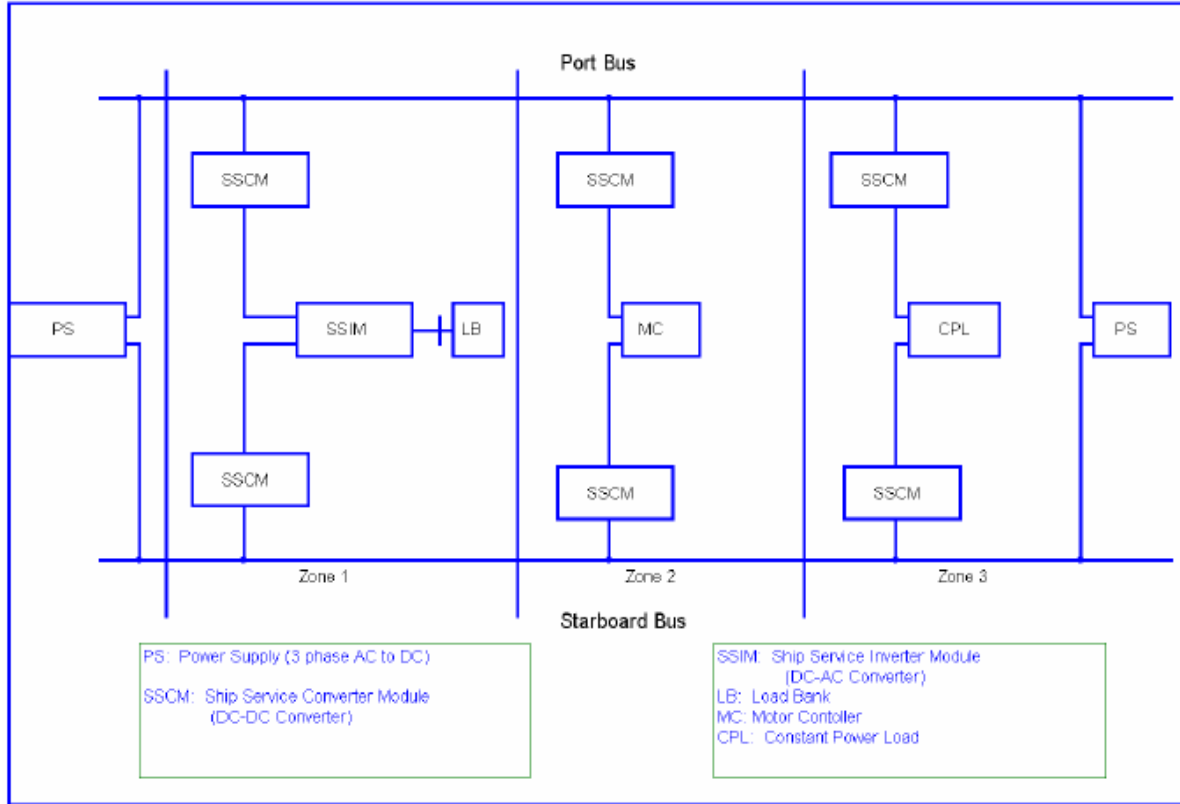 Port Bus
SSCM
SSCM
SSCM
PS
SSIM
LB
MC
CPL
PS
SSCM
SSCM
SSCM
Zone 1
Zone 2
Zone 3
Starboard Bus
PS: Power Supply (3 phase AC to DC)
SSCM: Ship Service Converter Module
(DC-DC Converter)
SSIM: Ship Service Inverter Module
(DC-AC Converter)
LB: Load Bank
MC: Motor Contoller
CPL: Constant Power Load